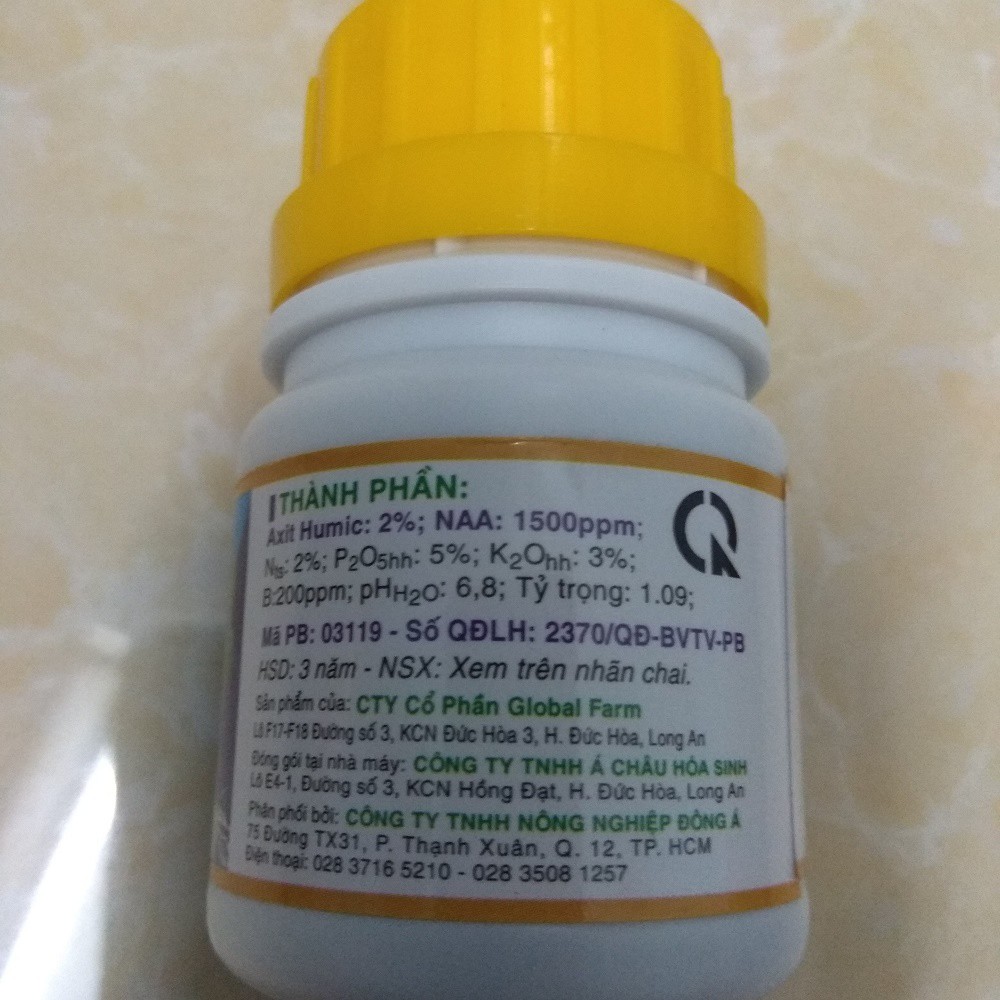 THÀNH PHẦN:
Axit Humic: 2%; NAA: 1500ppm;
Nts: 2%; P2O5hh: 5%; K2Ohh: 3%;
B:200ppm; pHH2O: 6,8; Tỷ trọng: 1.09;
Mã PB: 03119 - Số QĐLH: 2370/QĐ-BVTV-PB
HSD: 3 năm - NSX: Xem trên nhãn chai.
Sản phẩm của: CTY Cổ Phần Global Farm
Lô F17-F18 Đường số 3, KCN Đức Hòa 3, H. Đức Hòa, Long An
Đóng gói tại nhà máy: CÔNG TY TNHH Á CHÂU HÓA SINH
Lô E4-1, Đường số 3, KCN Hồng Đạt, H. Đức Hòa, Long An
Phân phối bởi: CÔNG TY TNHH NÔNG NGHIỆP ĐÔNG Á
75 Đường TX31, P. Thạnh Xuân, Q. 12, TP. HCM
Điện thoại: 028 3716 5210 - 028 3508 1257